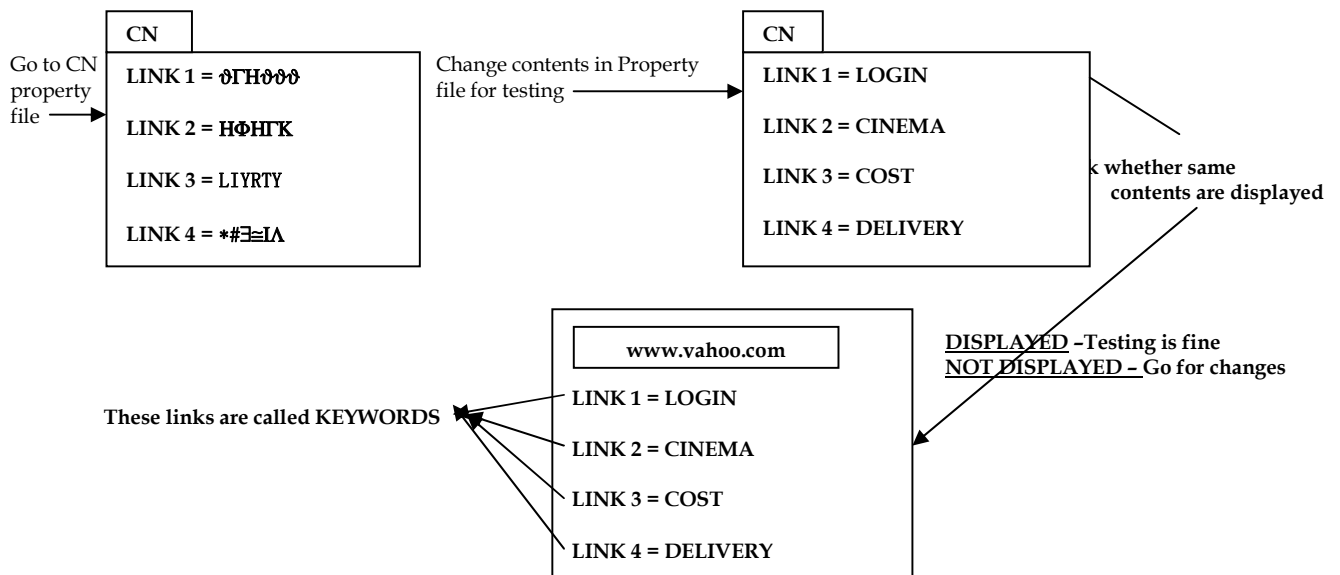 CN
Go to CN
property
file
LINK 1 = ϑΓΗϑϑϑ
LINK 2 = ΗΦΗΓΚ
LINK 3 = LIYRTY
LINK 4 = *#∃≅ΙΛ
Change contents in Property
file for testing
CN
LINK 1 = LOGIN
LINK 2 = CINEMA
LINK 3 = COST
LINK 4 = DELIVERY
k whether same
contents are displayed
DISPLAYED –Testing is fine
NOT DISPLAYED – Go for changes
www.yahoo.com
LINK 1 = LOGIN
LINK 2 = CINEMA
LINK 3 = COST
LINK 4 = DELIVERY
These links are called KEYWORDS